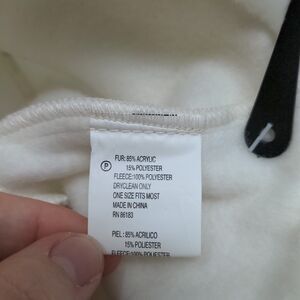 FUR: 85% ACRYLIC
15% POLYESTER
P
FLEECE:100% POLYESTER
DRYCLEAN ONLY
ONE SIZE FITS MOST
MADE IN CHINA
RN 86183
PIEL : 85% ACRILICO
15% POLIESTER